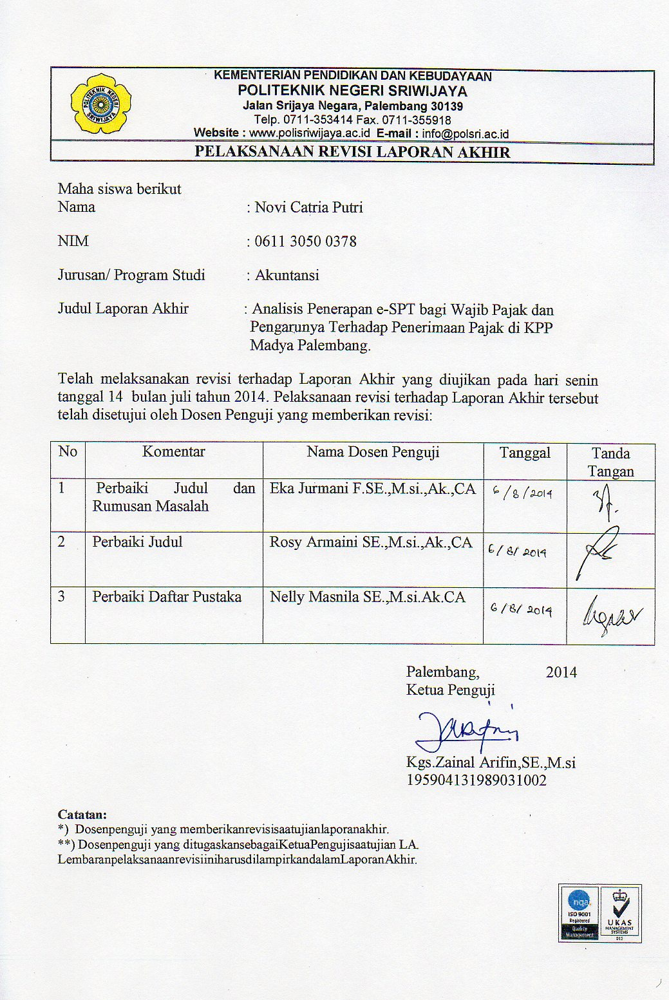 KEMENTERIAN PENDIDIKAN DAN KEBUDAYAAN
POLITEKNIK NEGERI SRIWIJAYA
Jalan Srijaya Negara, Palembang 30139
Telp. 0711-353414 Fax. 0711-355918
Website : www.polisriwijaya.ac.id E-mail : info@polsri.ac.id
POLITEKNIK NEGERI SRIWIJAYA
PELAKSANAAN REVISI LAPORAN AKHIR
Maha siswa berikut
Nama : Novi Catria Putri
NIM : 0611 3050 0378
Jurusan/ Program Studi : Akuntansi
Judul Laporan Akhir : Analisis Penerapan e-SPT bagi Wajib Pajak dan
Pengarunya Terhadap Penerimaan Pajak di KPP
Madya Palembang.
Telah melaksanakan revisi terhadap Laporan Akhir yang diujikan pada hari senin
tanggal 14 bulan juli tahun 2014. Pelaksanaan revisi terhadap Laporan Akhir tersebut
telah disetujui oleh Dosen Penguji yang memberikan revisi:
No Komentar Nama Dosen Penguji Tanggal Tanda
Tangan
1 Perbaiki Judul dan Eka Jurmani F.SE.,M.si.,Ak.,CA 6/8/2014
Rumusan Masalah
2 Perbaiki Judul Rosy Armaini SE.,M.si.,Ak.,CA 6/8/2014
3 Perbaiki Daftar Pustaka Nelly Masnila SE.,M.si.Ak.CA 6/8/2014
Palembang, 2014
Ketua Penguji
Kgs.Zainal Arifin,SE.,M.si
195904131989031002
Catatan:
*) Dosenpenguji yang memberikanrevisisaatujianlaporanakhir.
**) Dosenpenguji yang ditugaskansebagaiKetuaPengujisaatujian LA.
LembaranpelaksanaanrevisiiniharusdilampirkandalamLaporanAkhir.
nqa.
ISO 9001
Registered
Quality
Management
UKAS
MANAGEMENT
SYSTEMS